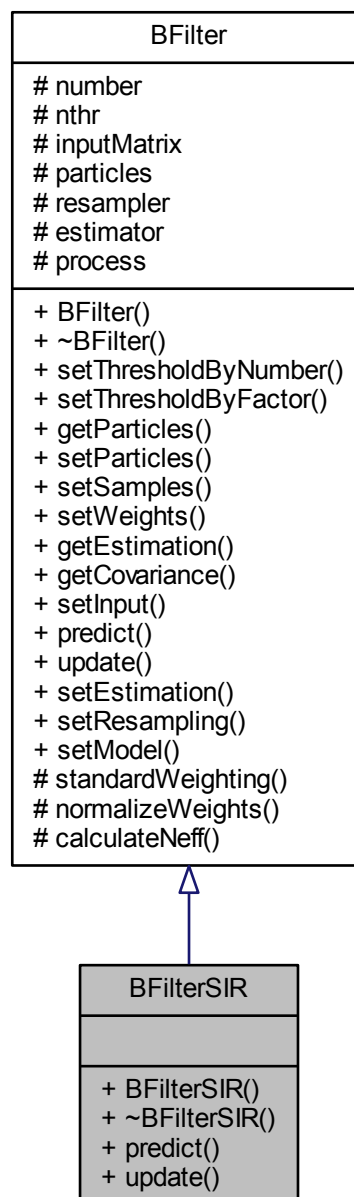 BFilter
# number
# nthr
# inputMatrix
# particles
# resampler
# estimator
# process
+ BFilter()
+ ~BFilter()
+ setThresholdByNumber()
+ setThresholdByFactor()
+ getParticles()
+ setParticles()
+ setSamples()
+ setWeights()
+ getEstimation()
+ getCovariance()
+ setInput()
+ predict()
+ update()
+ setEstimation()
+ setResampling()
+ setModel()
# standardWeighting()
# normalizeWeights()
# calculateNeff()
BFilterSIR
+ BFilterSIR()
+ ~BFilterSIR()
+ predict()
+ update()